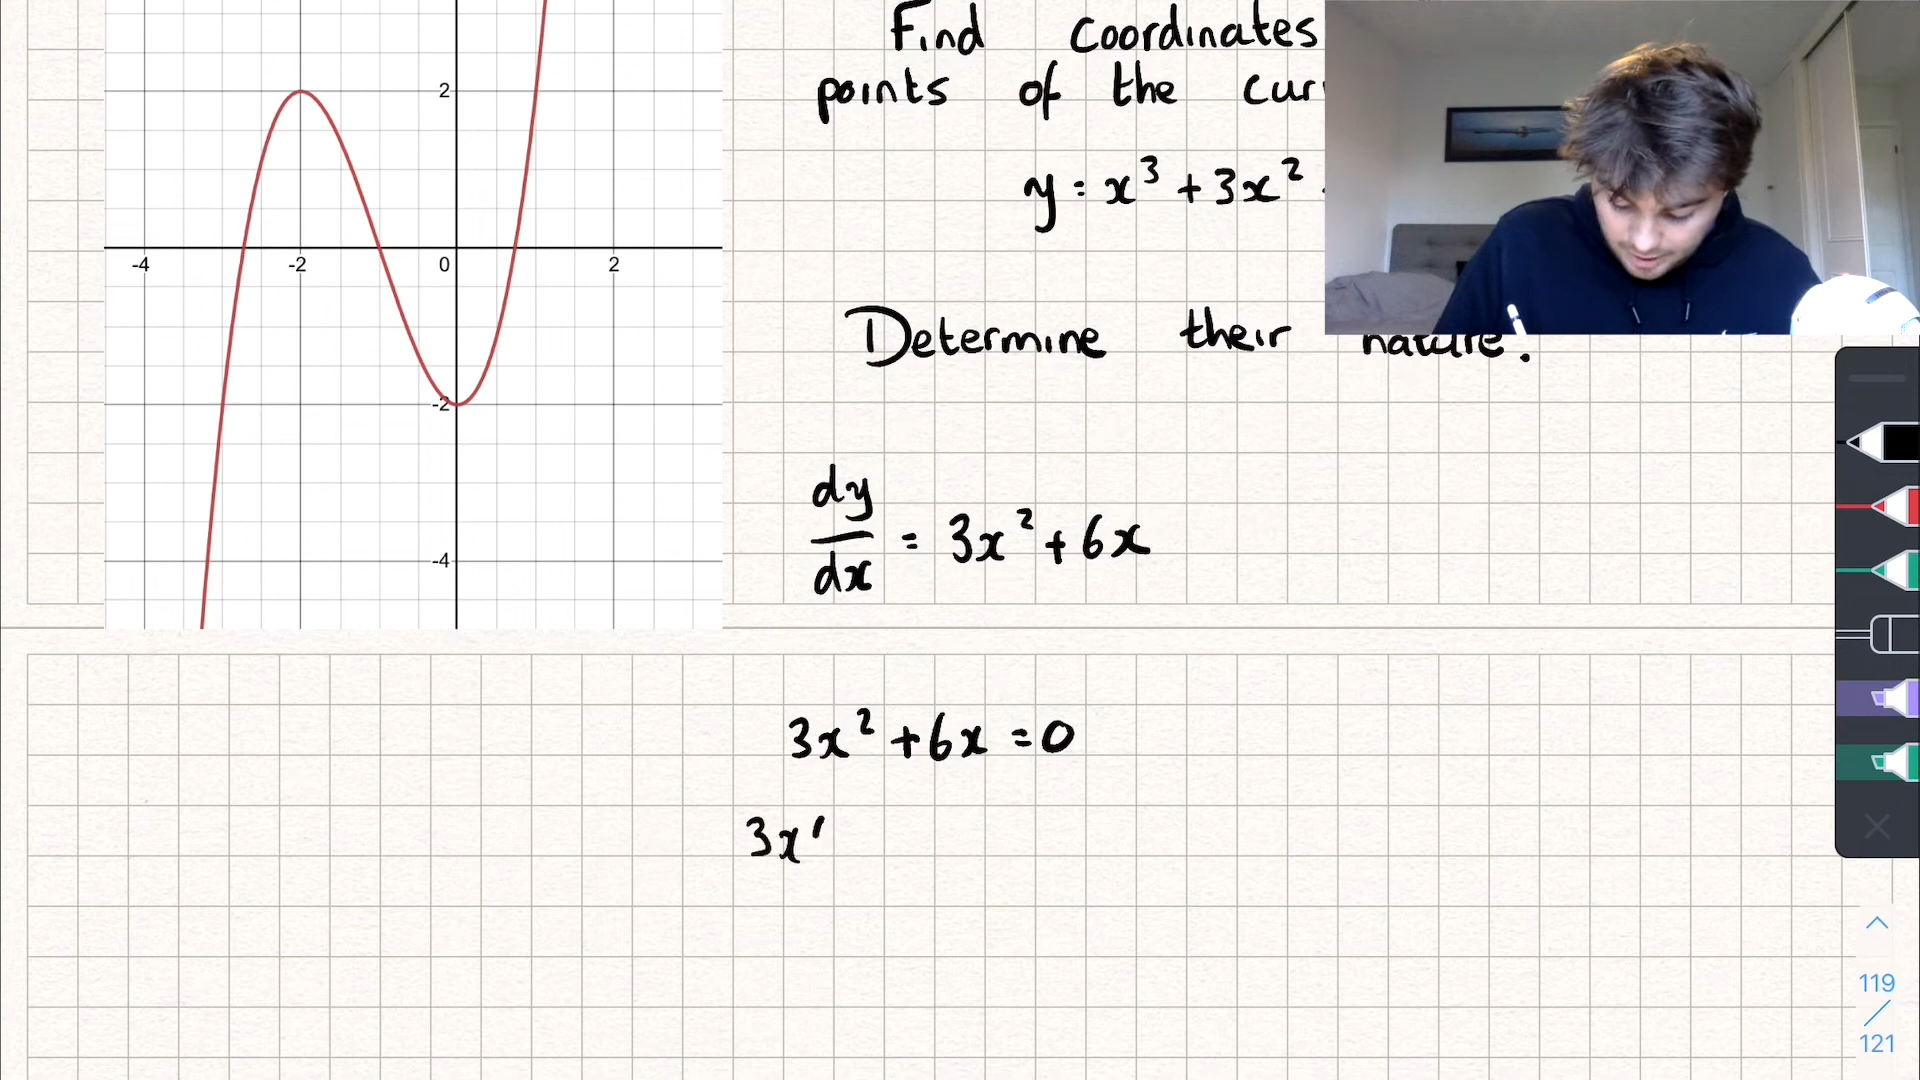 Find coordinates
points of the cur
y = x³ + 3x²
Determine their nature.
2
-4 -2 0 2
-2
-4
dy/dx = 3x² + 6x
3x² + 6x = 0
3x(
119
/
121